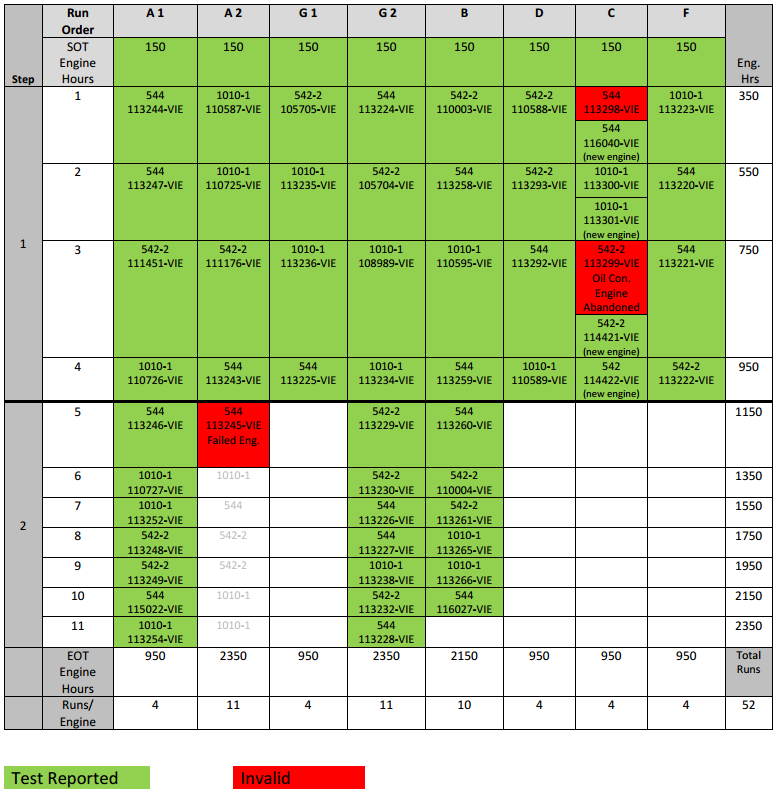 Step
Run Order A 1 A 2 G 1 G 2 B D C F Eng. Hrs
SOT Engine Hours 150 150 150 150 150 150 150 150
1
1 544 113244-VIE 1010-1 110587-VIE 542-2 105705-VIE 544 113224-VIE 542-2 110003-VIE 542-2 110588-VIE 544 113298-VIE 544 116040-VIE (new engine) 1010-1 113223-VIE 350
2 544 113247-VIE 1010-1 110725-VIE 1010-1 113235-VIE 542-2 105704-VIE 544 113258-VIE 542-2 113293-VIE 1010-1 113300-VIE 1010-1 113301-VIE (new engine) 544 113220-VIE 550
3 542-2 111451-VIE 542-2 111176-VIE 1010-1 113236-VIE 1010-1 108989-VIE 1010-1 110595-VIE 544 113292-VIE 542-2 113299-VIE Oil Con. Engine Abandoned 542-2 114421-VIE (new engine) 544 113221-VIE 750
4 1010-1 110726-VIE 544 113243-VIE 544 113225-VIE 1010-1 113234-VIE 544 113259-VIE 1010-1 110589-VIE 542 114422-VIE (new engine) 542-2 113222-VIE 950
2
5 544 113246-VIE 544 113245-VIE Failed Eng. 542-2 113229-VIE 544 113260-VIE 1150
6 1010-1 110727-VIE 1010-1 542-2 113230-VIE 542-2 110004-VIE 1350
7 1010-1 113252-VIE 544 544 113226-VIE 542-2 113261-VIE 1550
8 542-2 113248-VIE 542-2 544 113227-VIE 1010-1 113265-VIE 1750
9 542-2 113249-VIE 542-2 1010-1 113238-VIE 1010-1 113266-VIE 1950
10 544 115022-VIE 1010-1 542-2 113232-VIE 544 116027-VIE 2150
11 1010-1 113254-VIE 1010-1 544 113228-VIE 2350
EOT Engine Hours 950 2350 950 2350 2150 950 950 950 Total Runs
Runs/ Engine 4 11 4 11 10 4 4 4 52
Test Reported Invalid